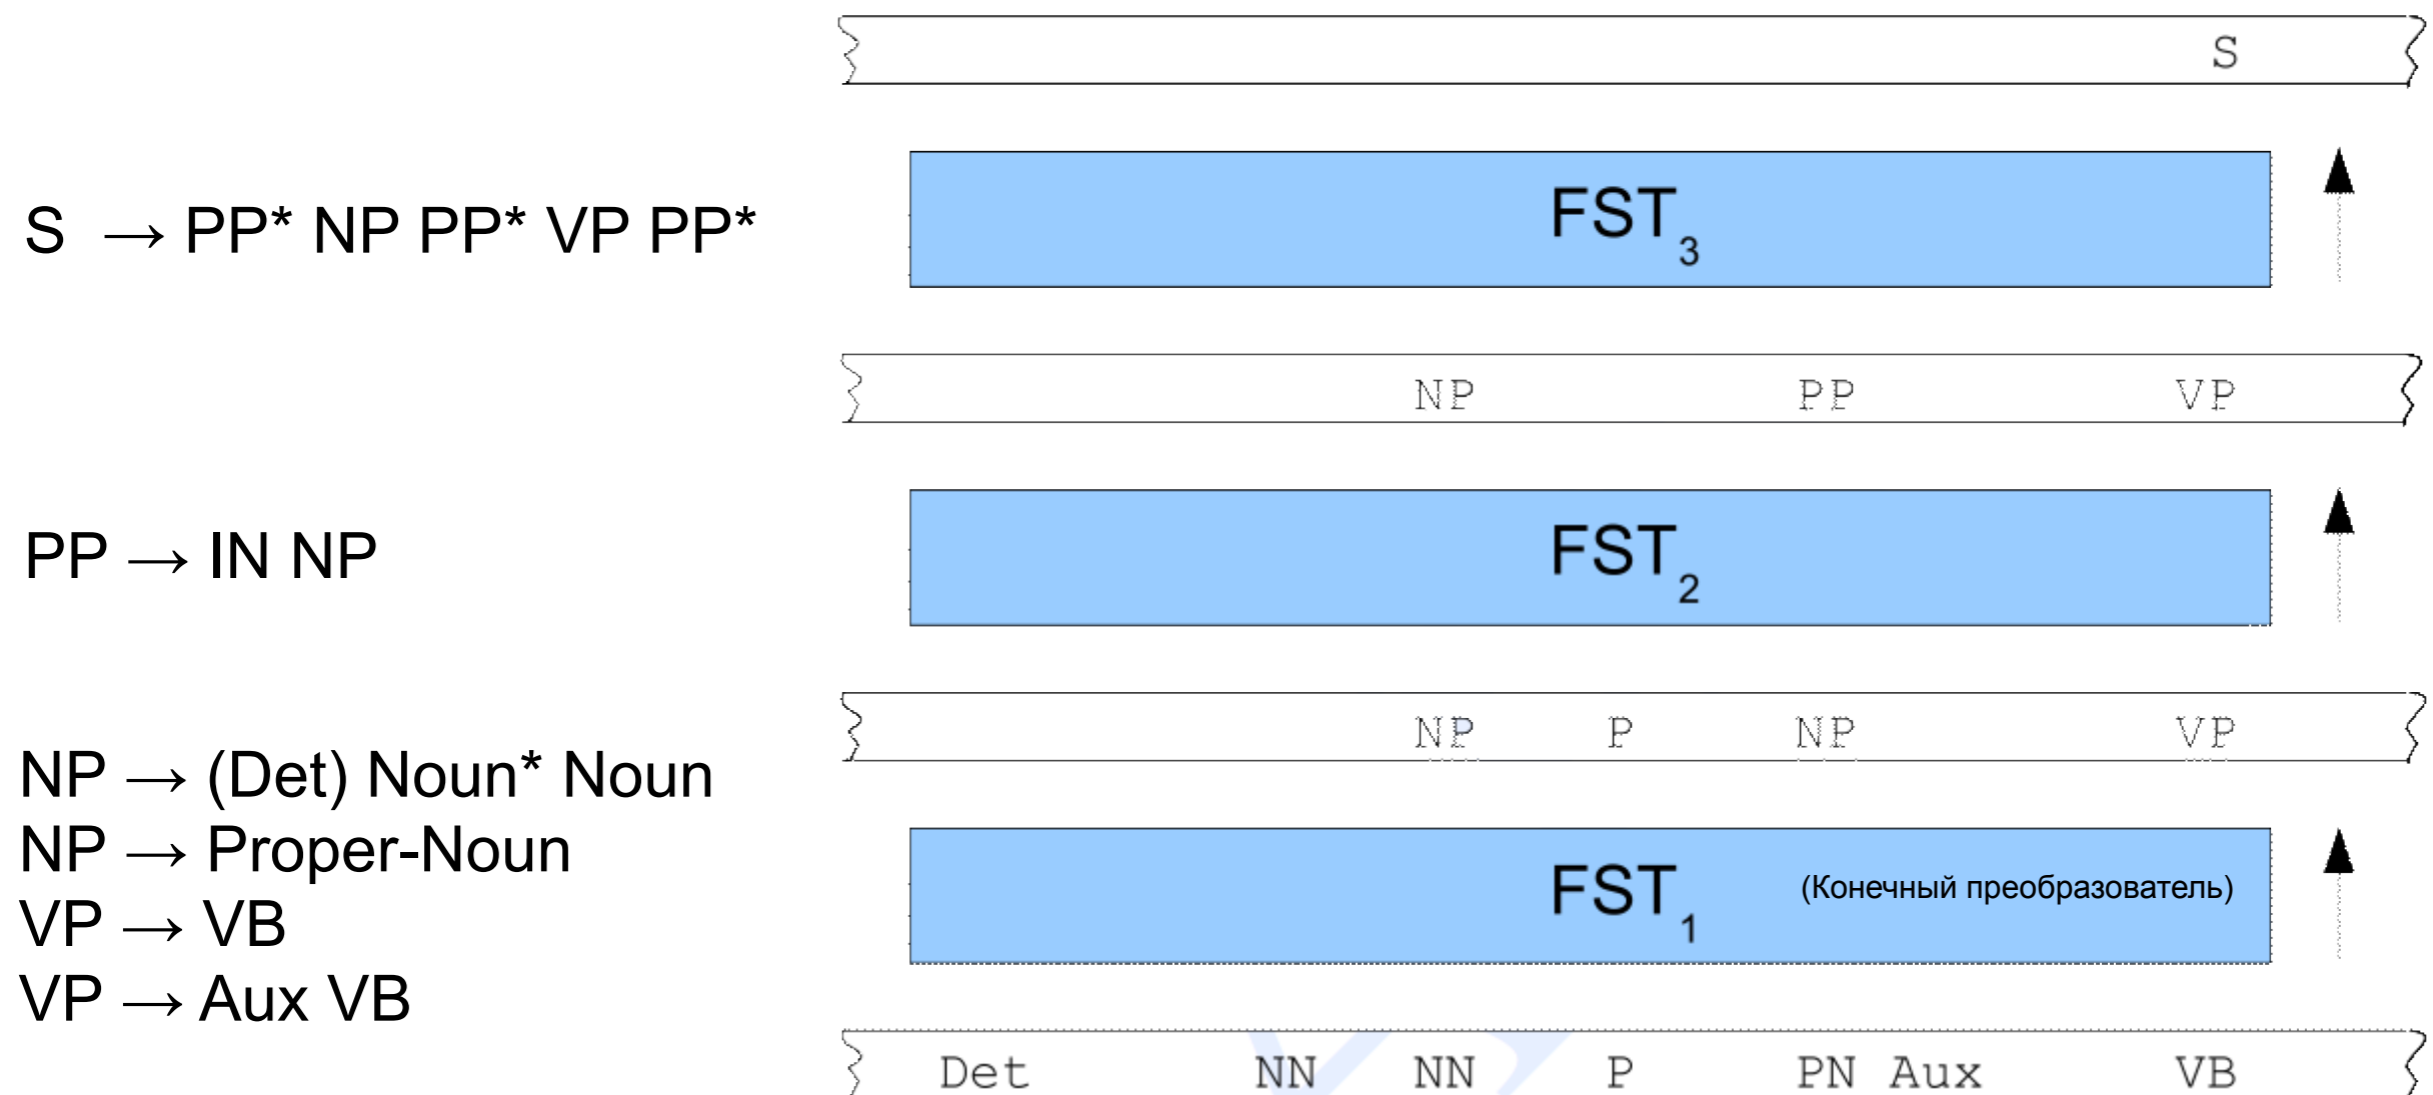 S
S → PP* NP PP* VP PP*
FST3
NP PP VP
PP → IN NP
FST2
NP P NP VP
NP → (Det) Noun* Noun
NP → Proper-Noun
VP → VB
VP → Aux VB
FST1 (Конечный преобразователь)
Det NN NN P PN Aux VB